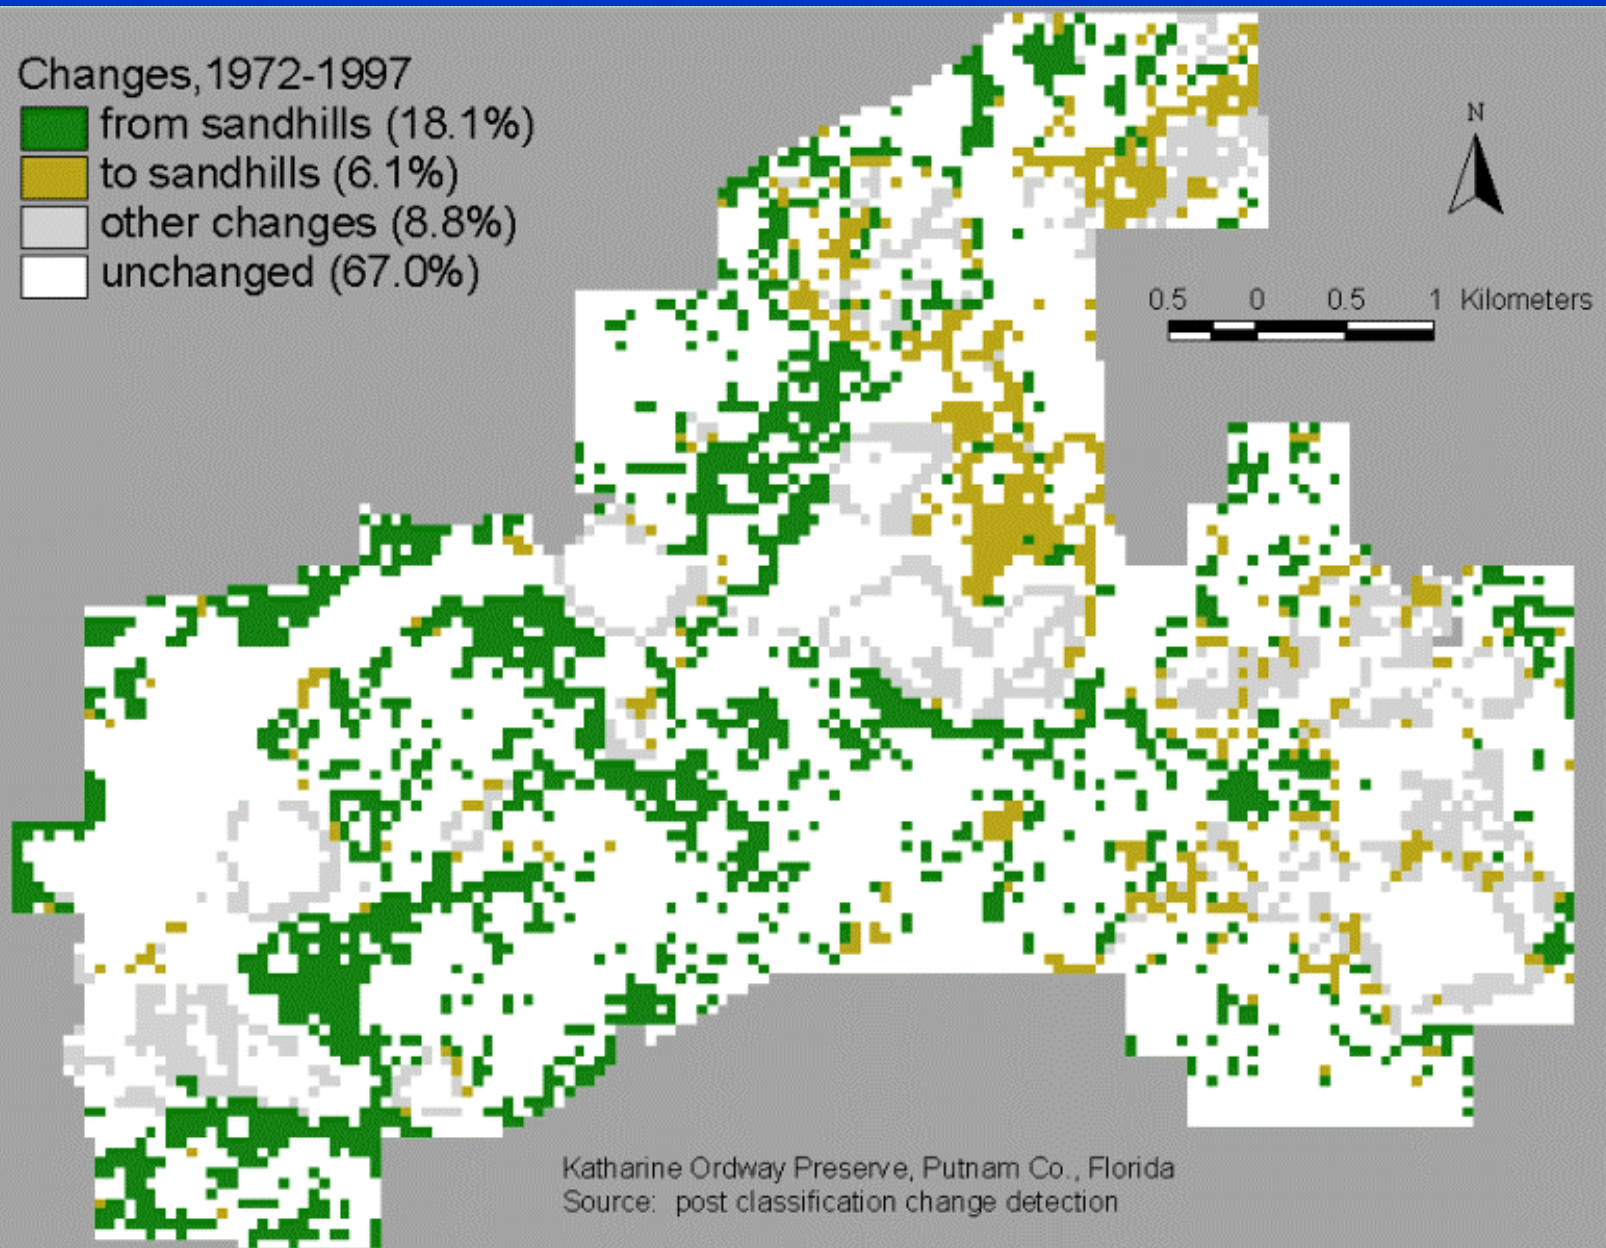 Changes,1972-1997
from sandhills (18.1%)
to sandhills (6.1%)
other changes (8.8%)
unchanged (67.0%)
N
0.5 0 0.5 1 Kilometers
Katharine Ordway Preserve, Putnam Co., Florida
Source: post classification change detection